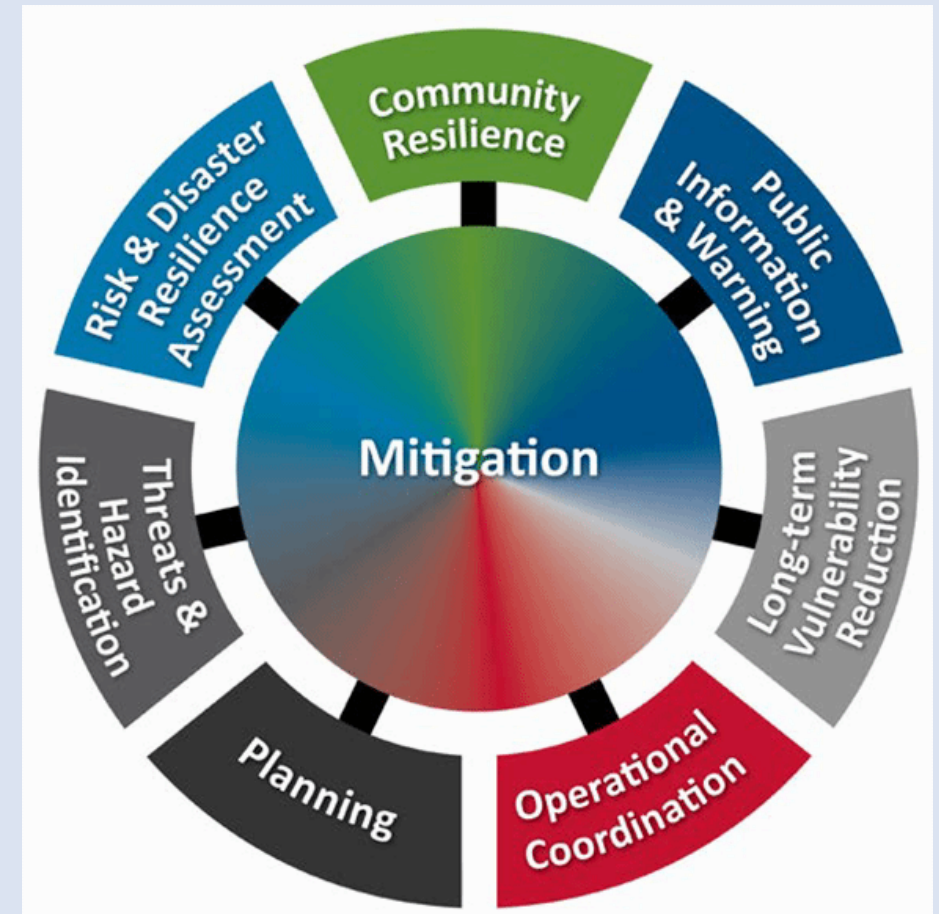 Community
Resilience
Public
Information
& Warning
Long-term
Vulnerability
Reduction
Operational
Coordination
Planning
Threats &
Hazard
Identification
Risk & Disaster
Resilience
Assessment
Mitigation